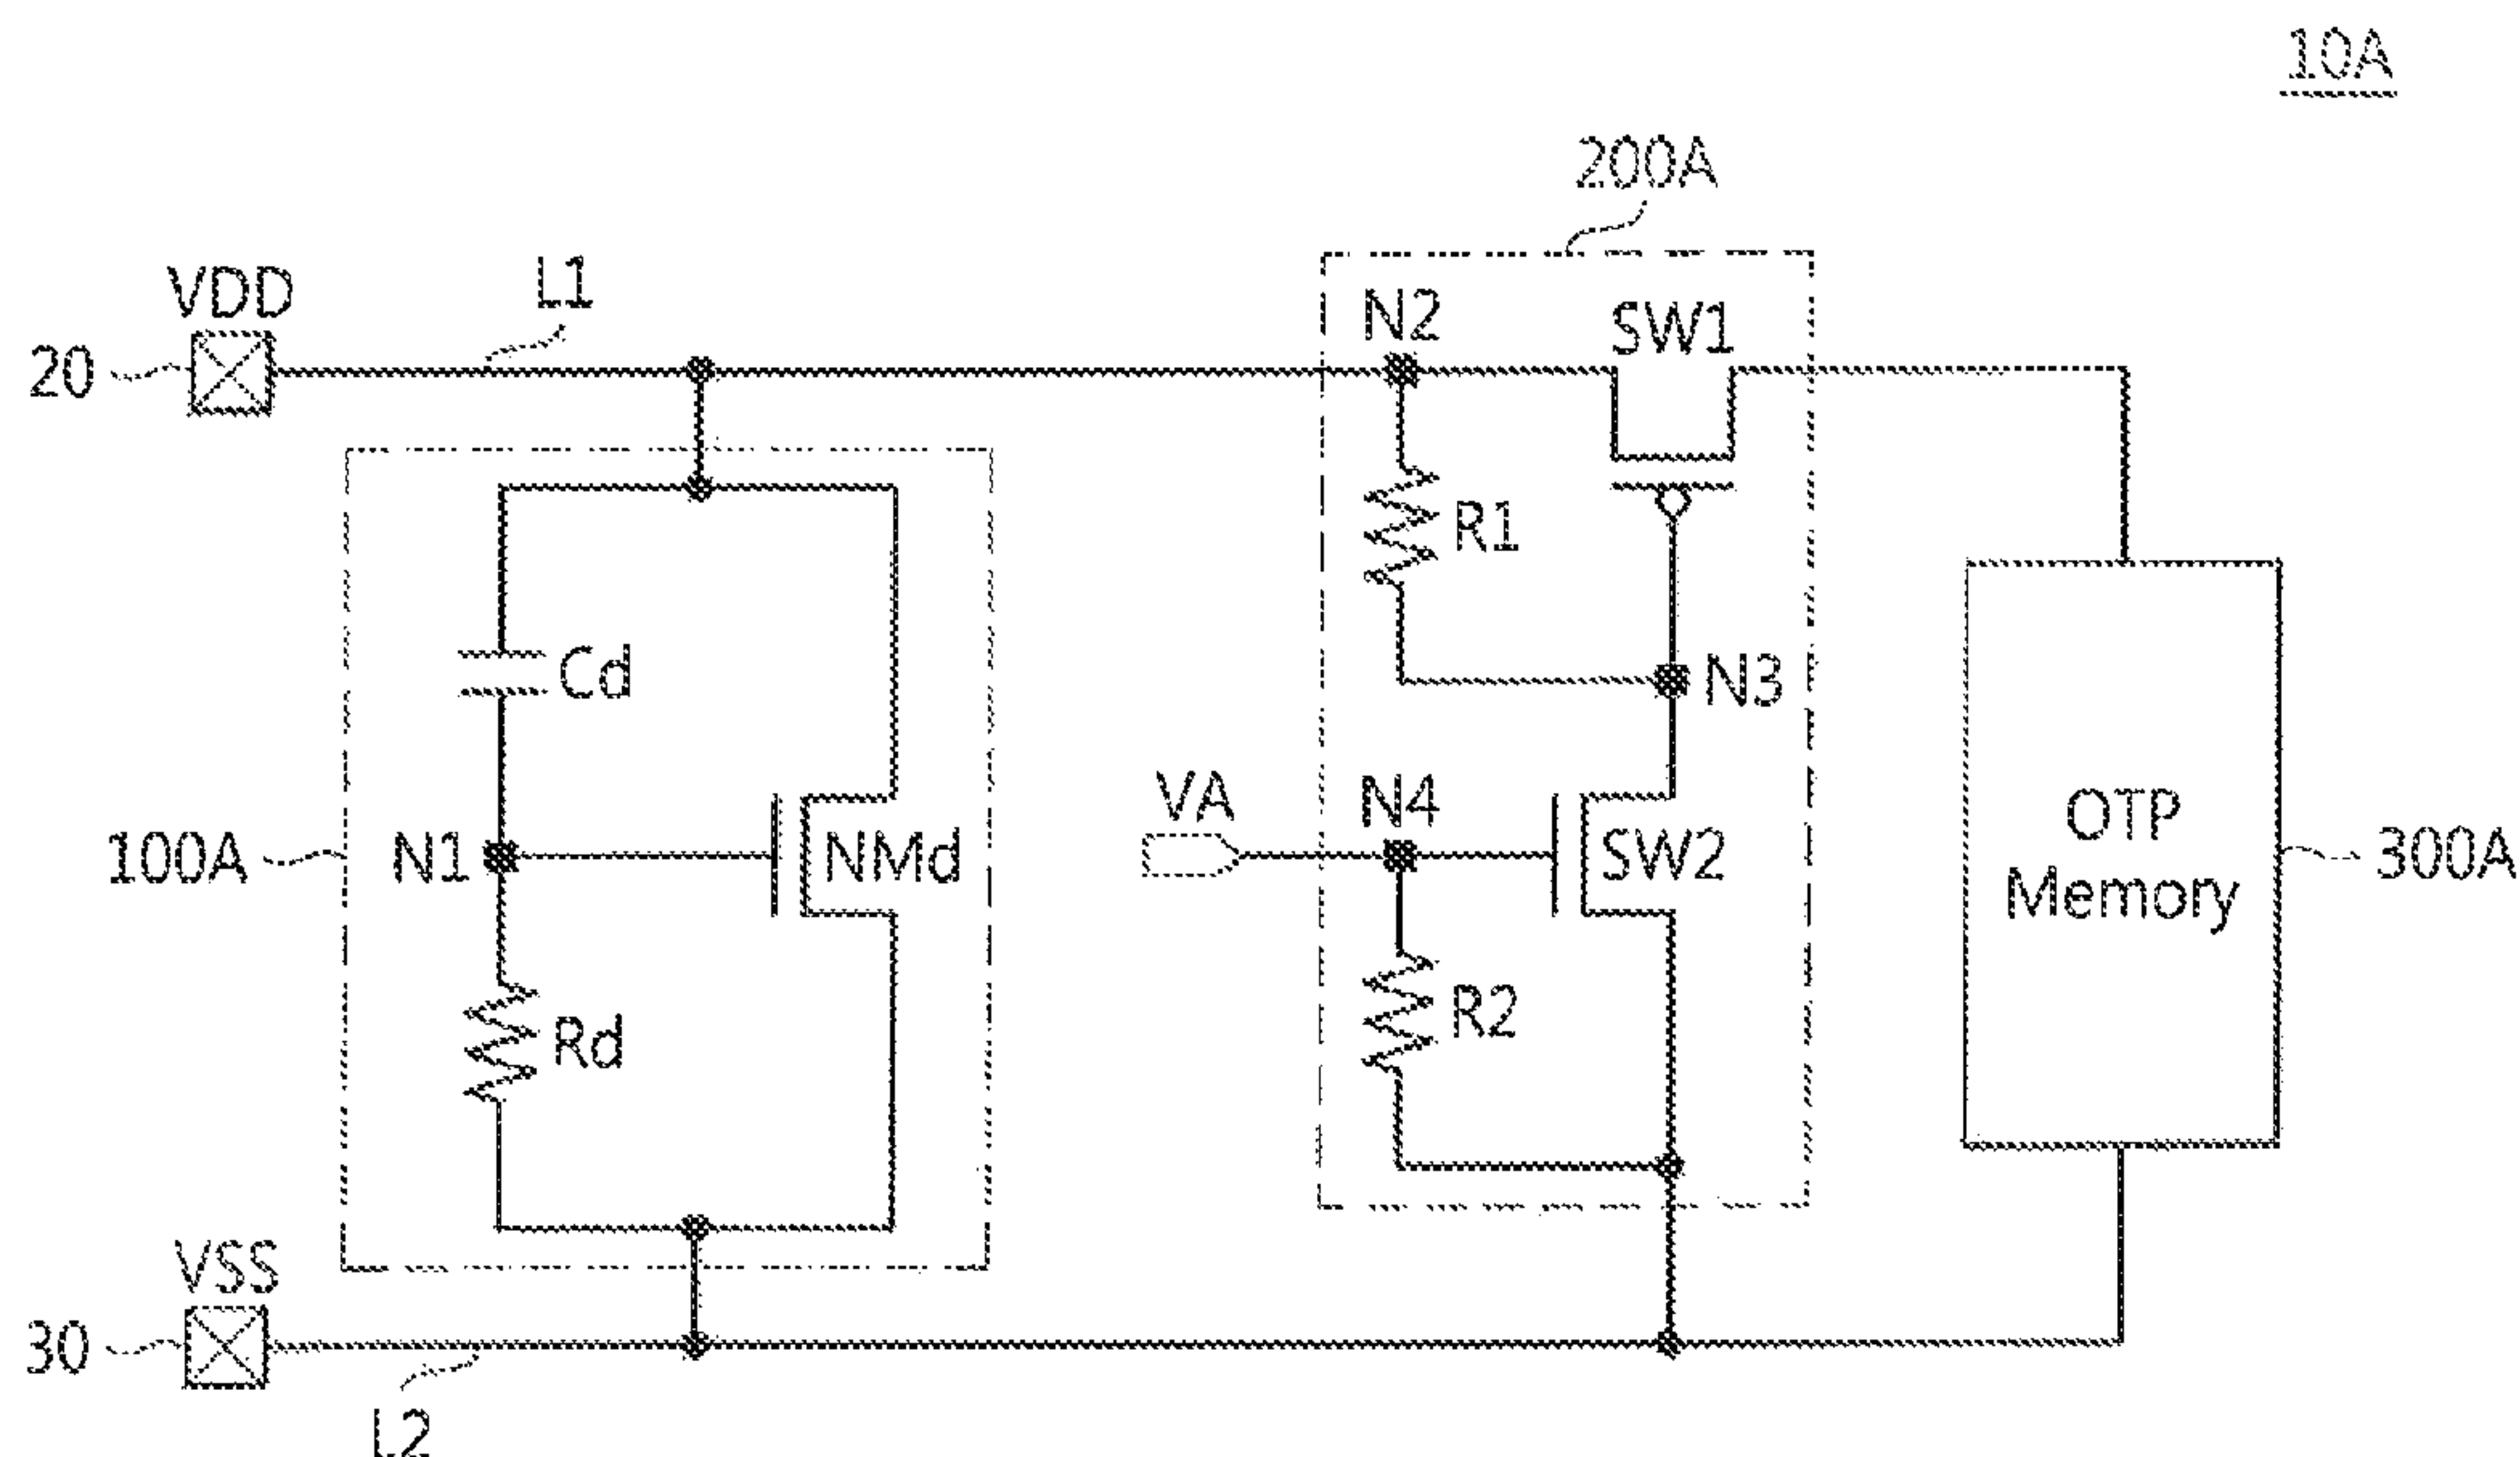 10A
200A
VDD
L1
N2
SW1
20
R1
Cd
N3
VA
N4
100A
N1
NMd
SW2
OTP
Memory
300A
Rd
R2
VSS
30
L2